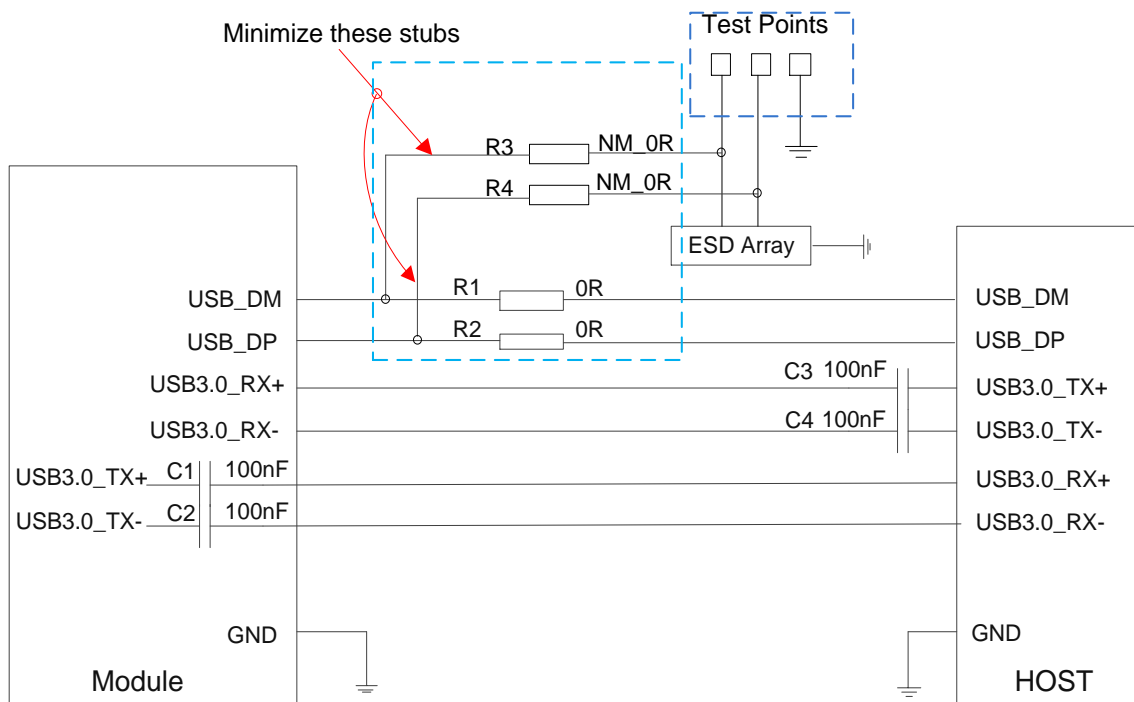 Test Points
Minimize these stubs
R3 NM_0R
R4 NM_0R
ESD Array
USB_DM R1 0R USB_DM
USB_DP R2 0R USB_DP
USB3.0_RX+ C3 100nF USB3.0_TX+
USB3.0_RX- C4 100nF USB3.0_TX-
USB3.0_TX+ C1 100nF USB3.0_RX+
USB3.0_TX- C2 100nF USB3.0_RX-
GND GND
Module HOST